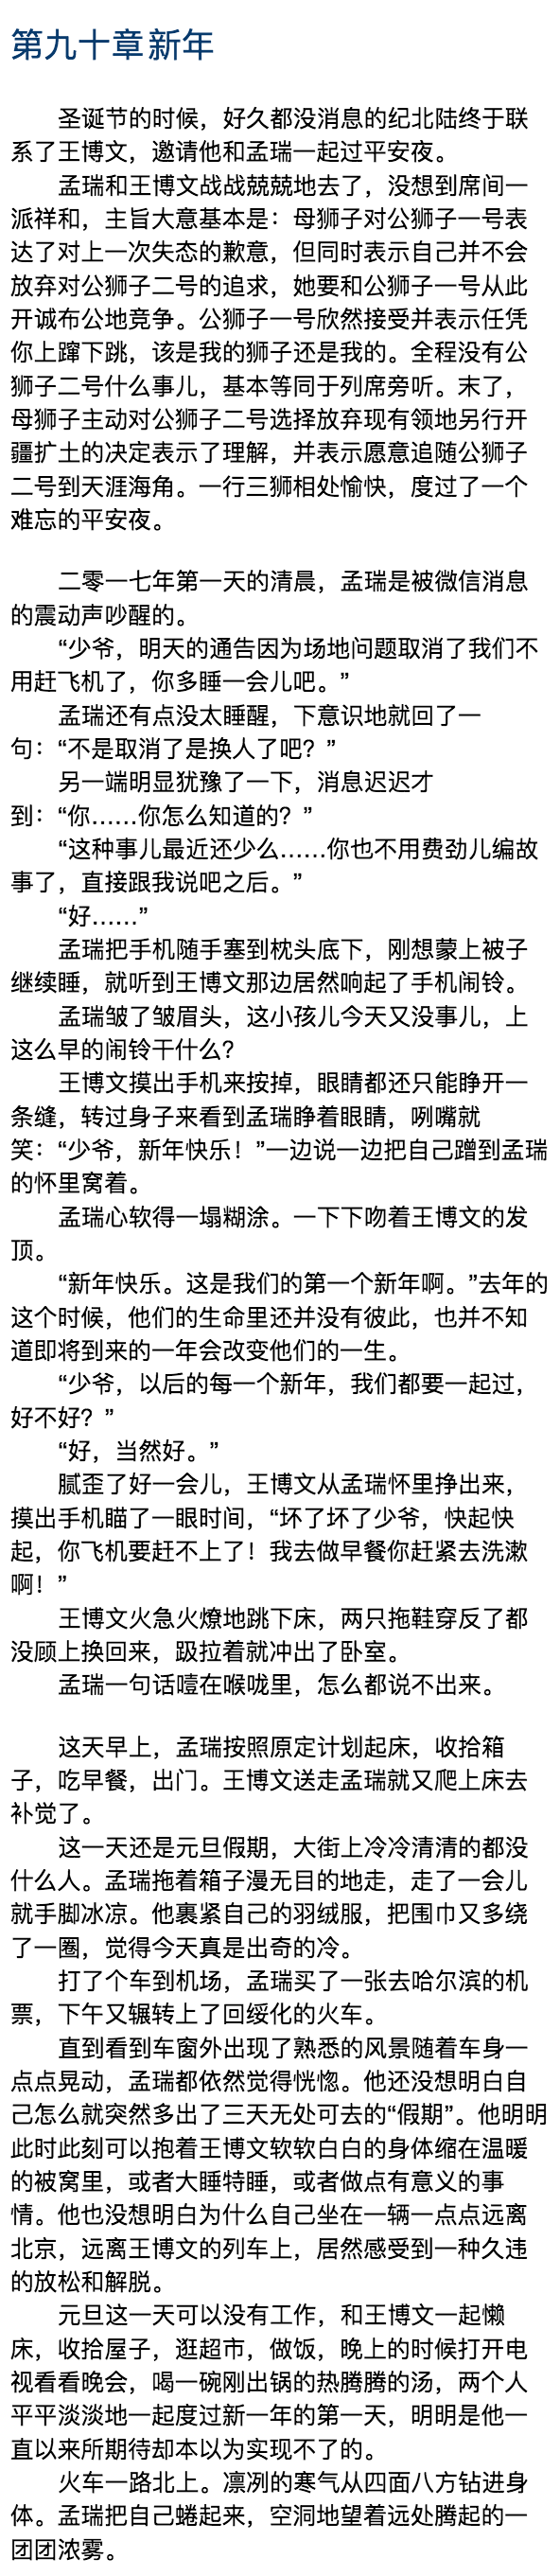 第九十章新年
圣诞节的时候，好久都没消息的纪北陆终于联
系了王博文，邀请他和孟瑞一起过平安夜。
孟瑞和王博文战战兢兢地去了，没想到席间一
派祥和，主旨大意基本是：母狮子对公狮子一号表
达了对上一次失态的歉意，但同时表示自己并不会
放弃对公狮子二号的追求，她要和公狮子一号从此
开诚布公地竞争。公狮子一号欣然接受并表示任凭
你上蹿下跳，该是我的狮子还是我的。全程没有公
狮子二号什么事儿，基本等同于列席旁听。末了，
母狮子主动对公狮子二号选择放弃现有领地另行开
疆扩土的决定表示了理解，并表示愿意追随公狮子
二号到天涯海角。一行三狮相处愉快，度过了一个
难忘的平安夜。
二零一七年第一天的清晨，孟瑞是被微信消息
的震动声吵醒的。
“少爷，明天的通告因为场地问题取消了我们不
用赶飞机了，你多睡一会儿吧。”
孟瑞还有点没太睡醒，下意识地就回了一
句：“不是取消了是换人了吧？”
另一端明显犹豫了一下，消息迟迟才
到：“你……你怎么知道的？”
“这种事儿最近还少么……你也不用费劲儿编故
事了，直接跟我说吧之后。”
“好……”
孟瑞把手机随手塞到枕头底下，刚想蒙上被子
继续睡，就听到王博文那边居然响起了手机闹铃。
孟瑞皱了皱眉头，这小孩儿今天又没事儿，上
这么早的闹铃干什么？
王博文摸出手机来按掉，眼睛都还只能睁开一
条缝，转过身子来看到孟瑞睁着眼睛，咧嘴就
笑：“少爷，新年快乐！”一边说一边把自己蹭到孟瑞
的怀里窝着。
孟瑞心软得一塌糊涂。一下下吻着王博文的发
顶。
“新年快乐。这是我们的第一个新年啊。”去年的
这个时候，他们的生命里还并没有彼此，也并不知
道即将到来的一年会改变他们的一生。
“少爷，以后的每一个新年，我们都要一起过，
好不好？”
“好，当然好。”
腻歪了好一会儿，王博文从孟瑞怀里挣出来，
摸出手机瞄了一眼时间，“坏了坏了少爷，快起快
起，你飞机要赶不上了！我去做早餐你赶紧去洗漱
啊！”
王博文火急火燎地跳下床，两只拖鞋穿反了都
没顾上换回来，趿拉着就冲出了卧室。
孟瑞一句话噎在喉咙里，怎么都说不出来。
这天早上，孟瑞按照原定计划起床，收拾箱
子，吃早餐，出门。王博文送走孟瑞就又爬上床去
补觉了。
这一天还是元旦假期，大街上冷冷清清的都没
什么人。孟瑞拖着箱子漫无目的地走，走了一会儿
就手脚冰凉。他裹紧自己的羽绒服，把围巾又多绕
了一圈，觉得今天真是出奇的冷。
打了个车到机场，孟瑞买了一张去哈尔滨的机
票，下午又辗转上了回绥化的火车。
直到看到车窗外出现了熟悉的风景随着车身一
点点晃动，孟瑞都依然觉得恍惚。他还没想明白自
己怎么就突然多出了三天无处可去的“假期”。他明明
此时此刻可以抱着王博文软软白白的身体缩在温暖
的被窝里，或者大睡特睡，或者做点有意义的事
情。他也没想明白为什么自己坐在一辆一点点远离
北京，远离王博文的列车上，居然感受到一种久违
的放松和解脱。
元旦这一天可以没有工作，和王博文一起懒
床，收拾屋子，逛超市，做饭，晚上的时候打开电
视看看晚会，喝一碗刚出锅的热腾腾的汤，两个人
平平淡淡地一起度过新一年的第一天，明明是他一
直以来所期待却本以为实现不了的。
火车一路北上。凛冽的寒气从四面八方钻进身
体。孟瑞把自己蜷起来，空洞地望着远处腾起的一
团团浓雾。